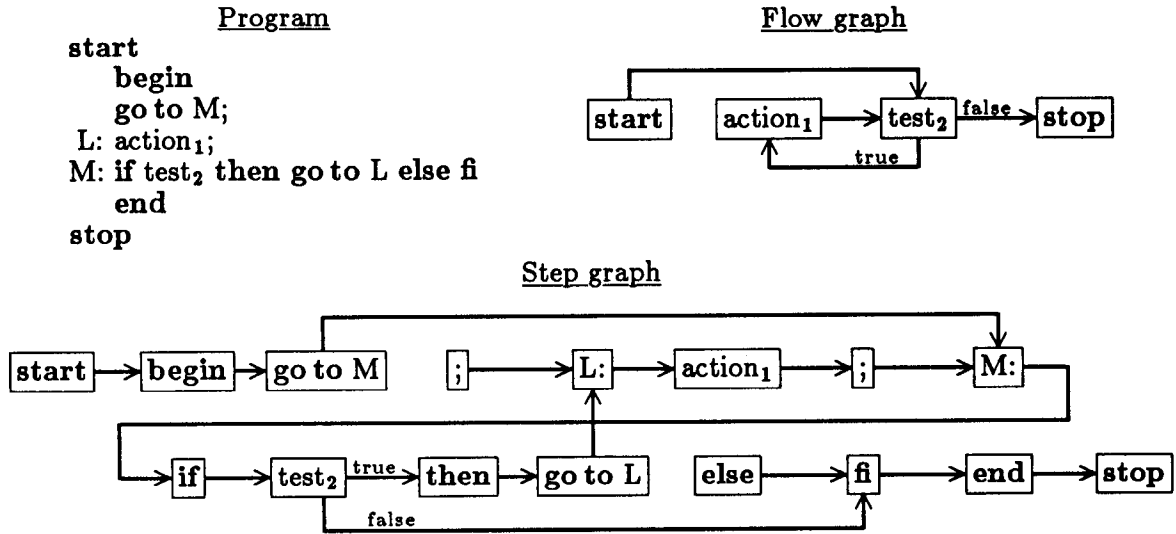 Program
start
begin
go to M;
L: action₁;
M: if test₂ then go to L else fi
end
stop
Flow graph
start
action₁
test₂
false
stop
true
Step graph
start
begin
go to M
;
L:
action₁
;
M:
if
test₂
true
then
go to L
else
fi
end
stop
false